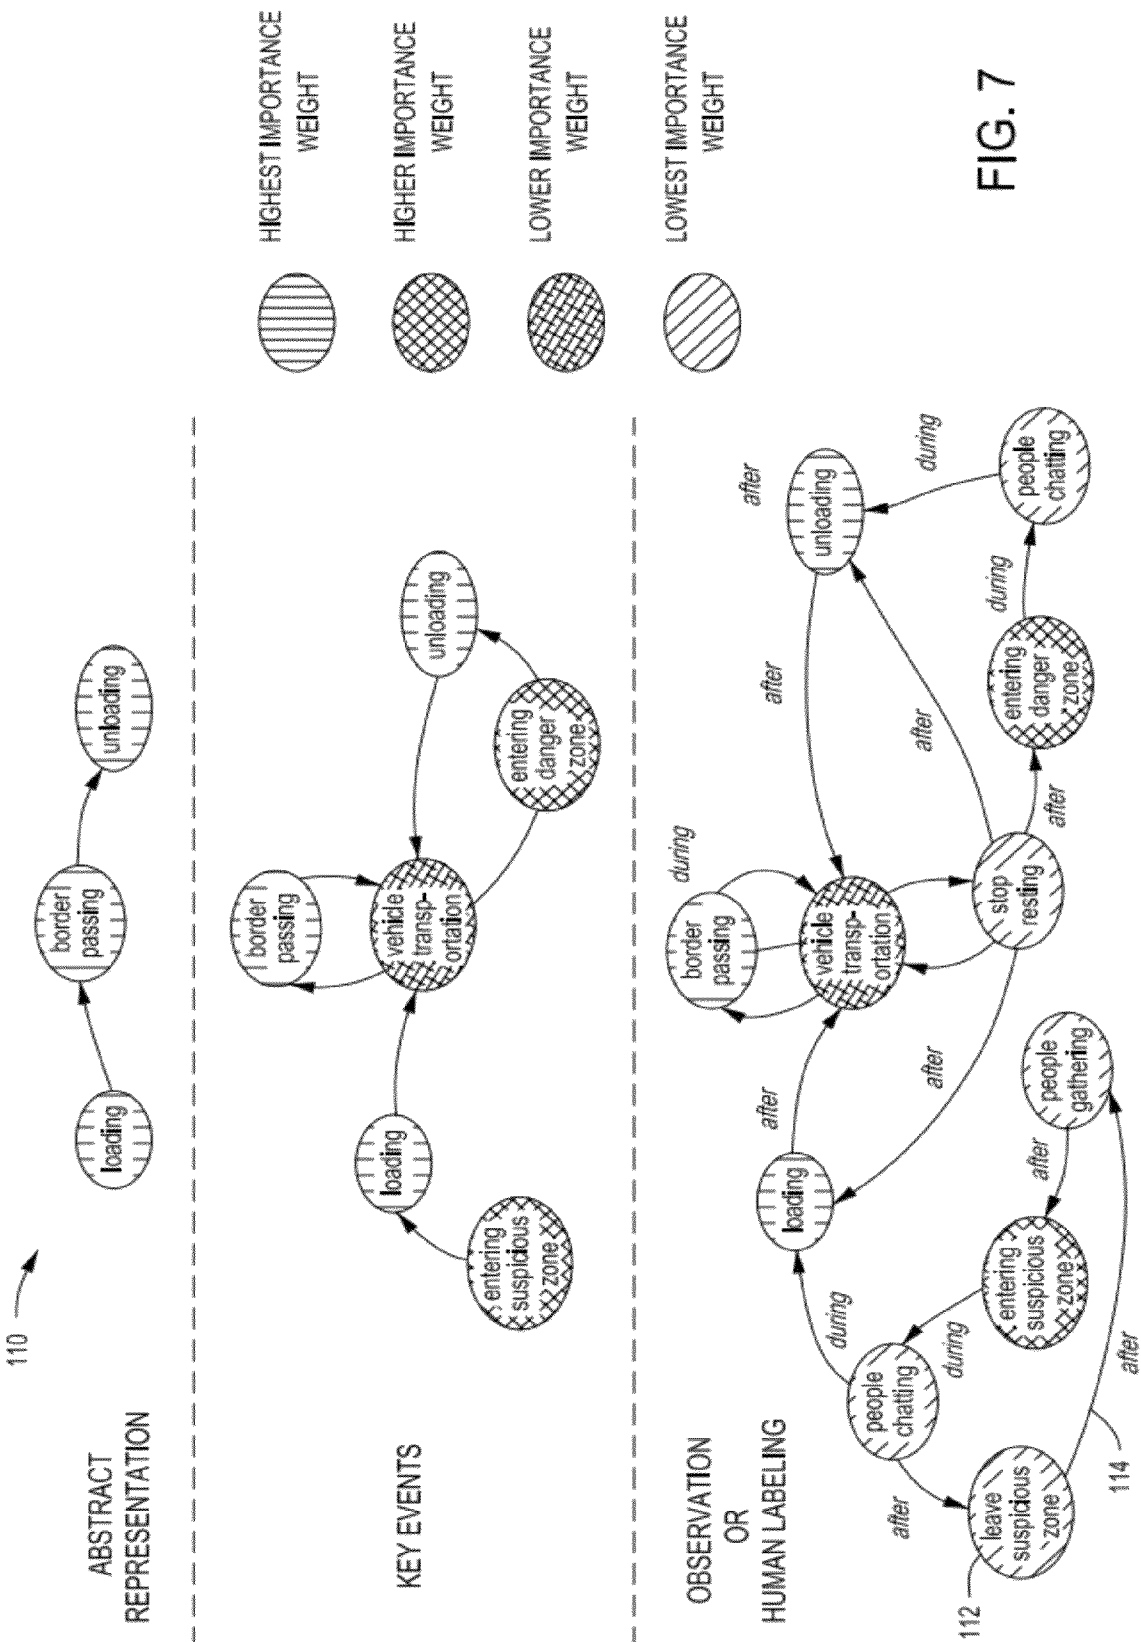 110
ABSTRACT
REPRESENTATION
loading
border
passing
unloading
KEY EVENTS
entering
suspicious
zone
loading
border
passing
vehicle
transp-
ortation
entering
danger
zone
unloading
OBSERVATION
OR
HUMAN LABELING
112
leave
suspicious
zone
after
people
chatting
during
during
114
after
entering
suspicious
zone
after
people
gathering
loading
after
after
border
passing
during
vehicle
transp-
ortation
stop
resting
after
after
after
entering
danger
zone
during
people
chatting
during
unloading
after
HIGHEST IMPORTANCE
WEIGHT
HIGHER IMPORTANCE
WEIGHT
LOWER IMPORTANCE
WEIGHT
LOWEST IMPORTANCE
WEIGHT
FIG. 7